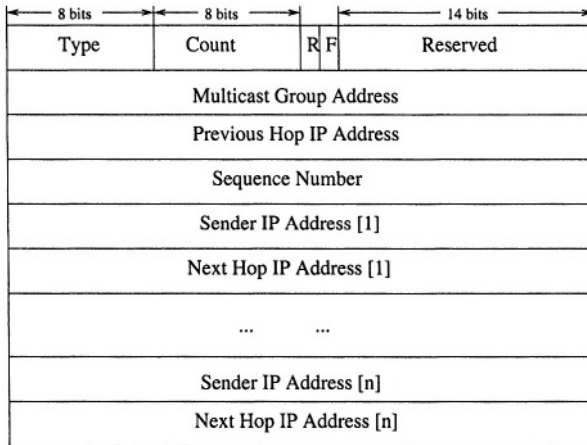 8 bits 8 bits 14 bits
Type Count R F Reserved
Multicast Group Address
Previous Hop IP Address
Sequence Number
Sender IP Address [1]
Next Hop IP Address [1]
... ...
Sender IP Address [n]
Next Hop IP Address [n]